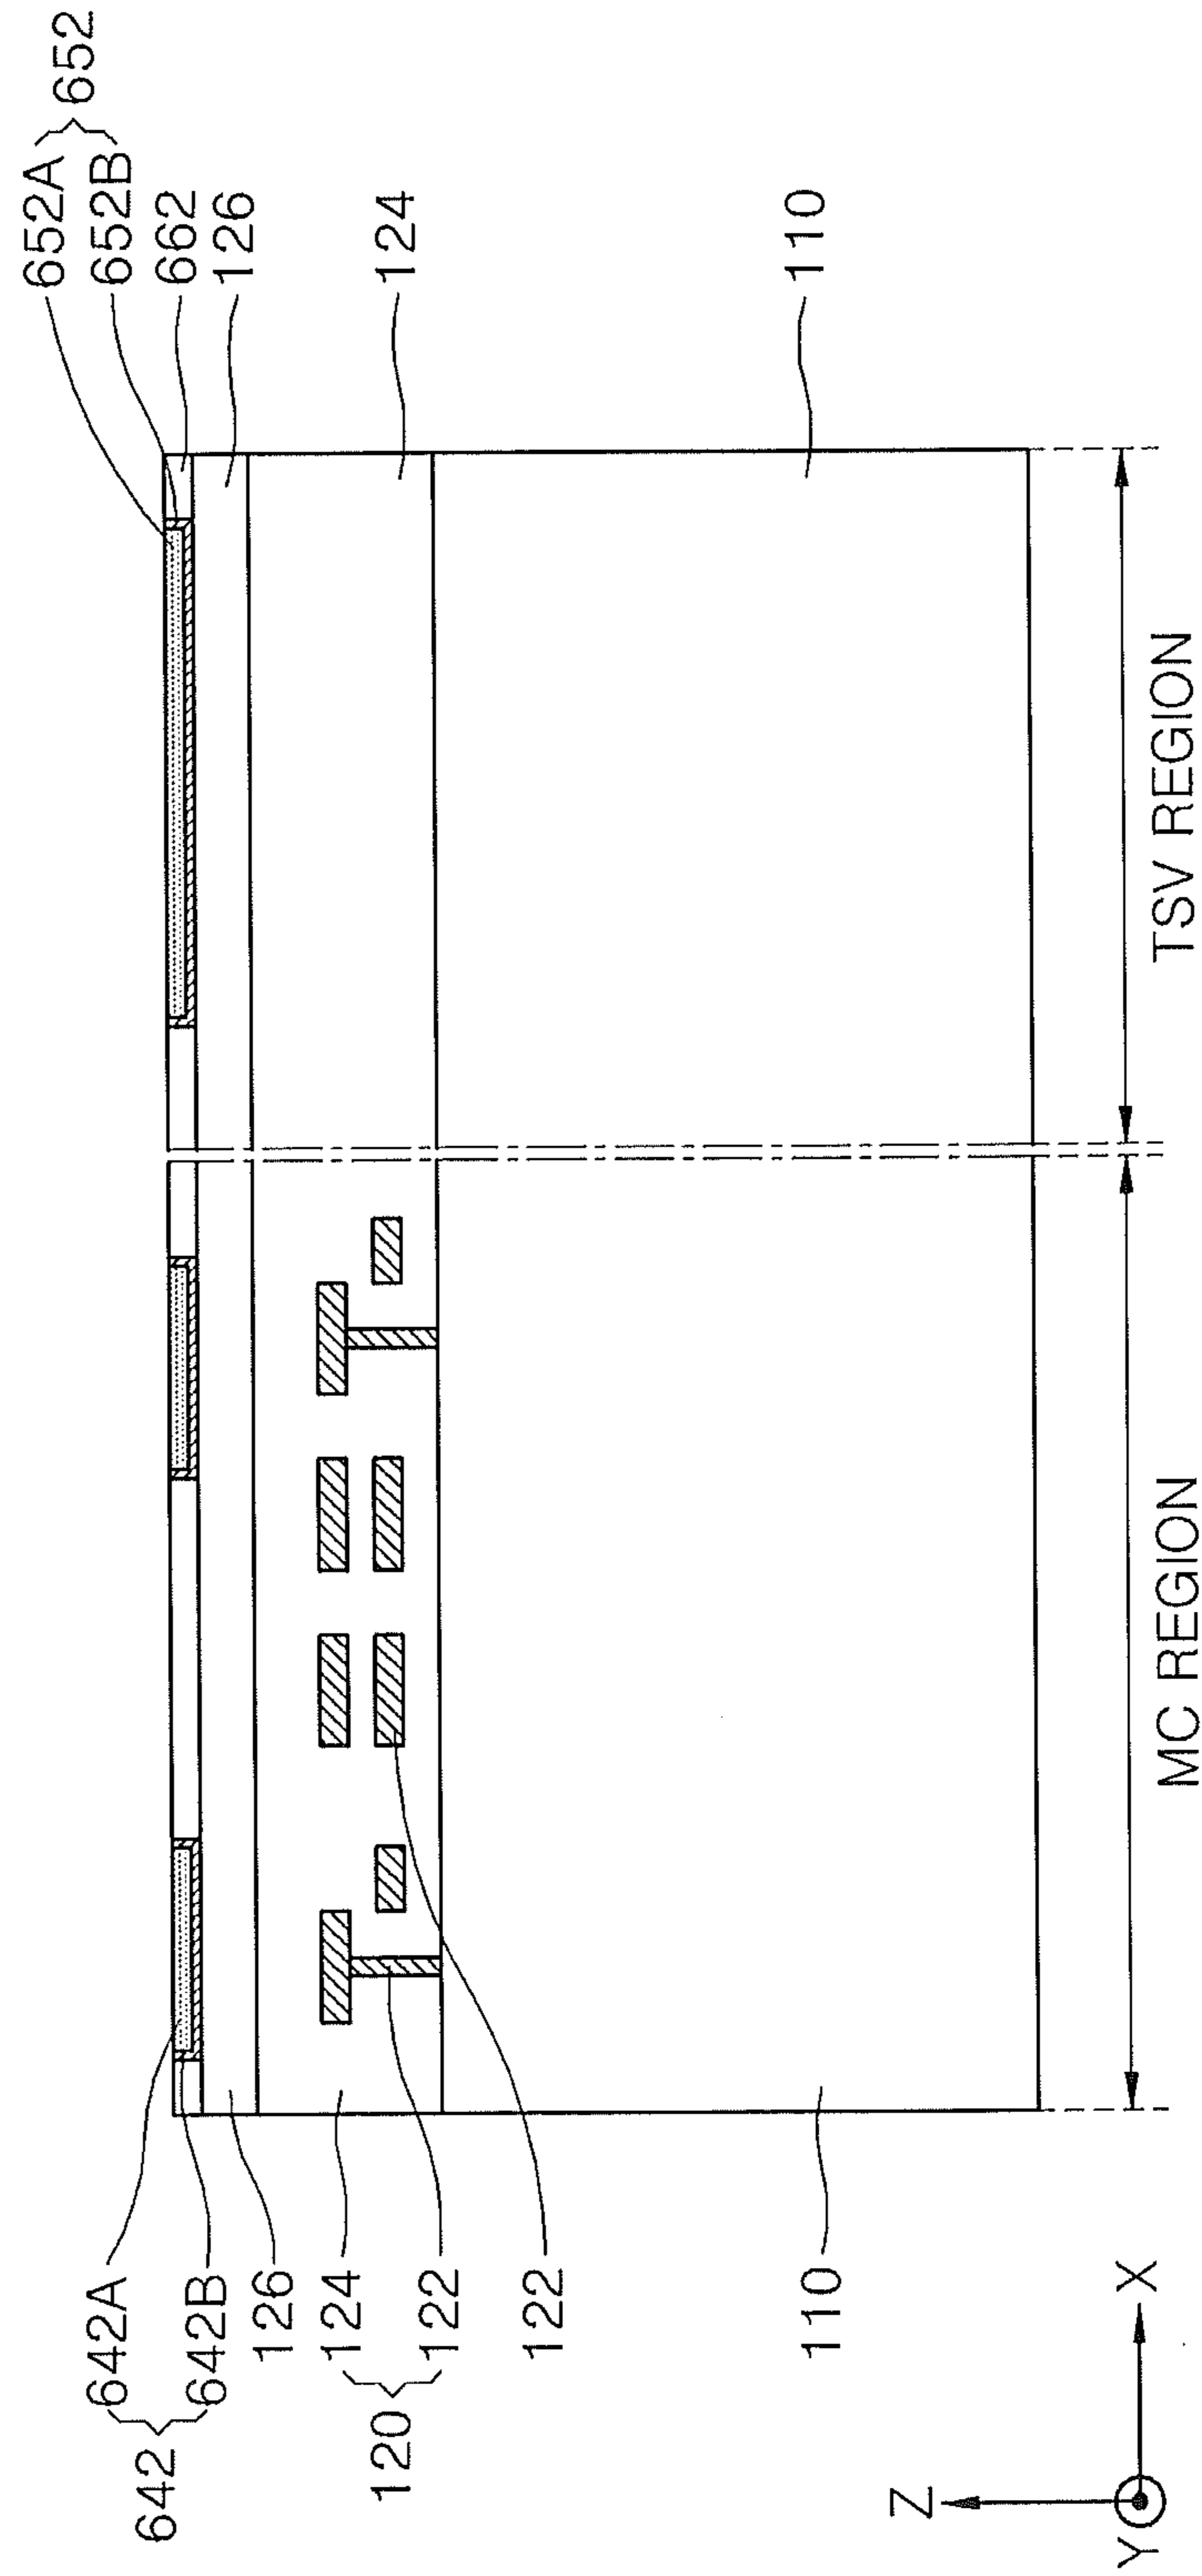 652A
652B
652
662
126
124
110
642A
642B
642
126
124
122
120
122
110
MC REGION
TSV REGION
Z
Y
X